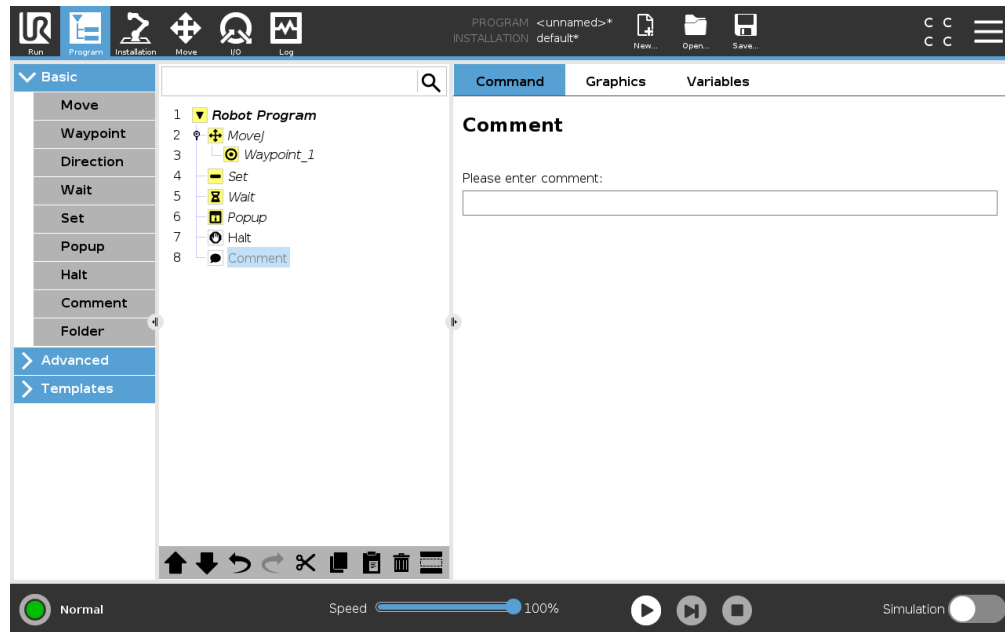 UR
PROGRAM <unnamed>*
INSTALLATION default*
C C
C C
Run Program Installation Move I/O Log New... Open... Save...
Basic
Move
Waypoint
Direction
Wait
Set
Popup
Halt
Comment
Folder
Advanced
Templates
1 Robot Program
2 MoveJ
3 Waypoint_1
4 Set
5 Wait
6 Popup
7 Halt
8 Comment
Command Graphics Variables
Comment
Please enter comment:
Normal Speed 100% Simulation